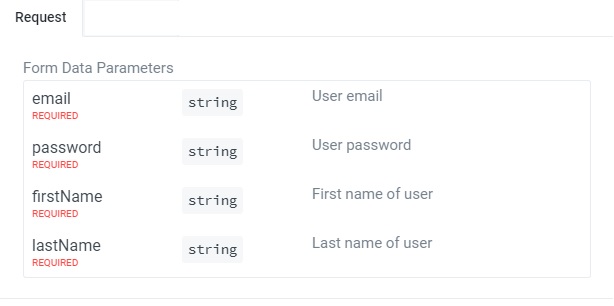 Request
Form Data Parameters
email string User email
REQUIRED
password string User password
REQUIRED
firstName string First name of user
REQUIRED
lastName string Last name of user
REQUIRED